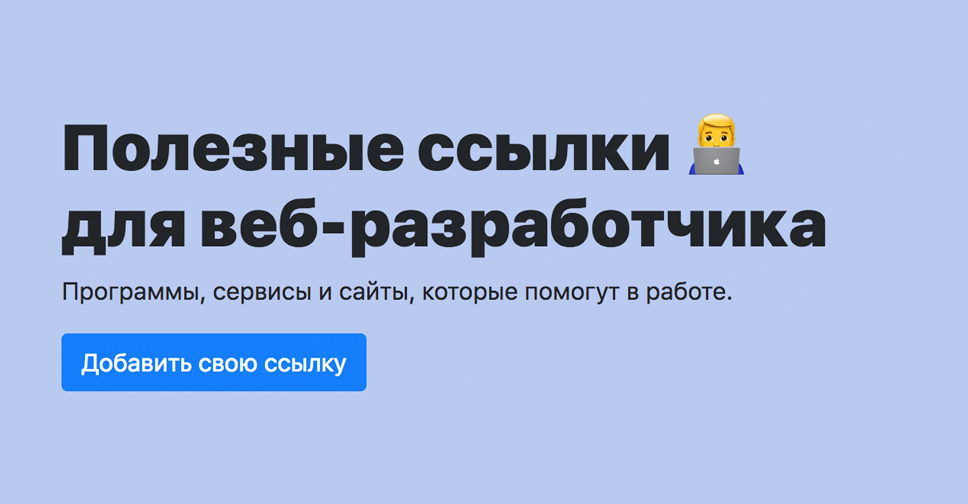 Полезные ссылки 👨‍💻
для веб-разработчика
Программы, сервисы и сайты, которые помогут в работе.
Добавить свою ссылку